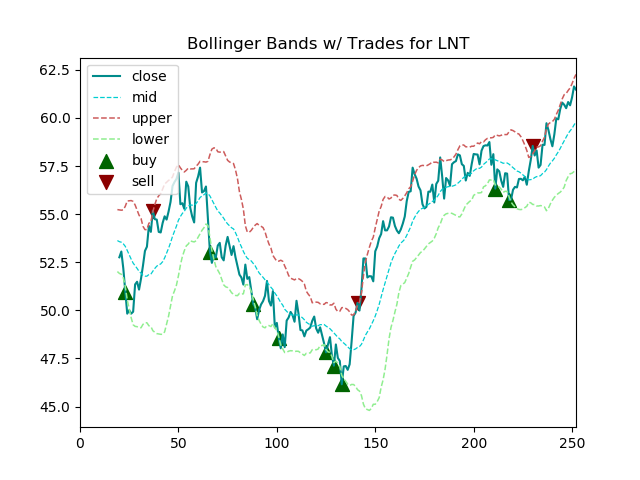 Bollinger Bands w/ Trades for LNT
close
mid
upper
lower
buy
sell
62.5
60.0
57.5
55.0
52.5
50.0
47.5
45.0
0 50 100 150 200 250